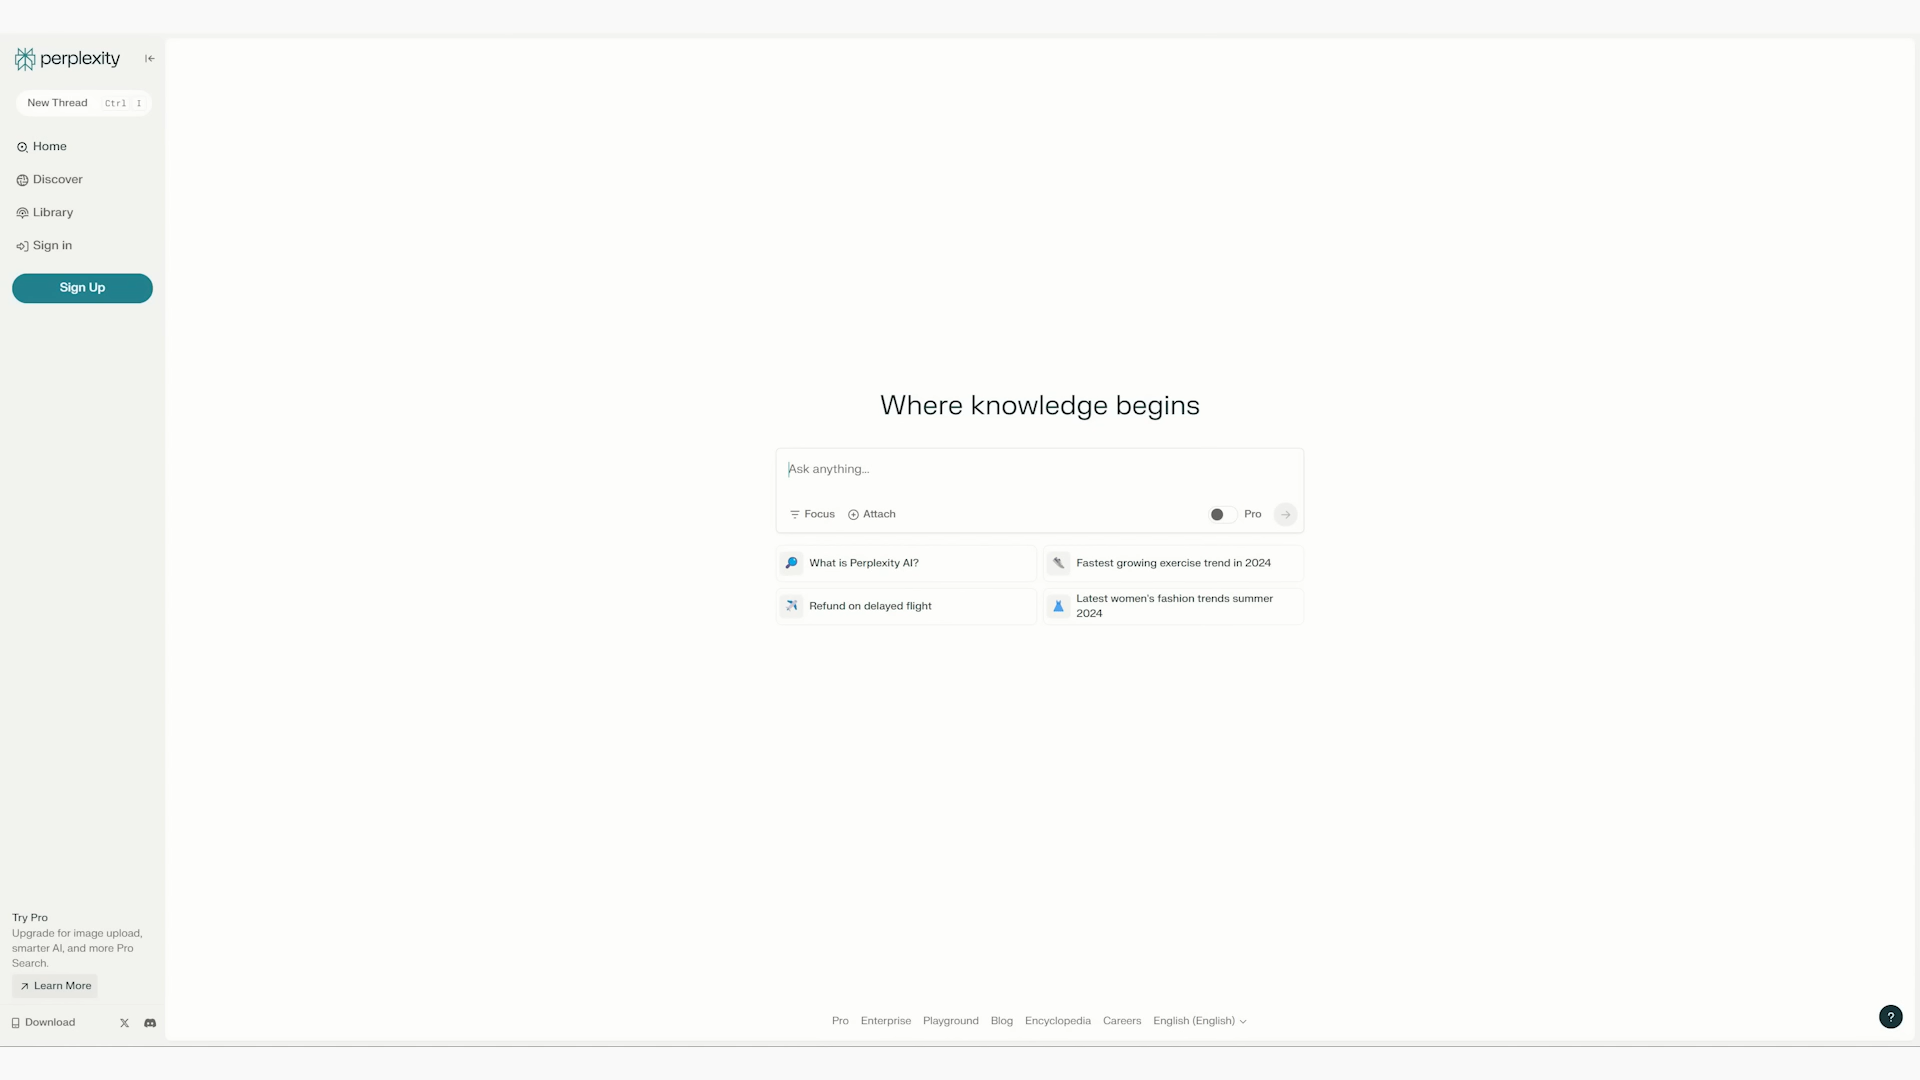 perplexity
New Thread Ctrl I
Home
Discover
Library
Sign in
Sign Up
Where knowledge begins
Ask anything...
Focus Attach Pro
What is Perplexity AI?
Fastest growing exercise trend in 2024
Refund on delayed flight
Latest women's fashion trends summer
2024
Try Pro
Upgrade for image upload,
smarter AI, and more Pro
Search.
Learn More
Download
Pro Enterprise Playground Blog Encyclopedia Careers English (English)
?